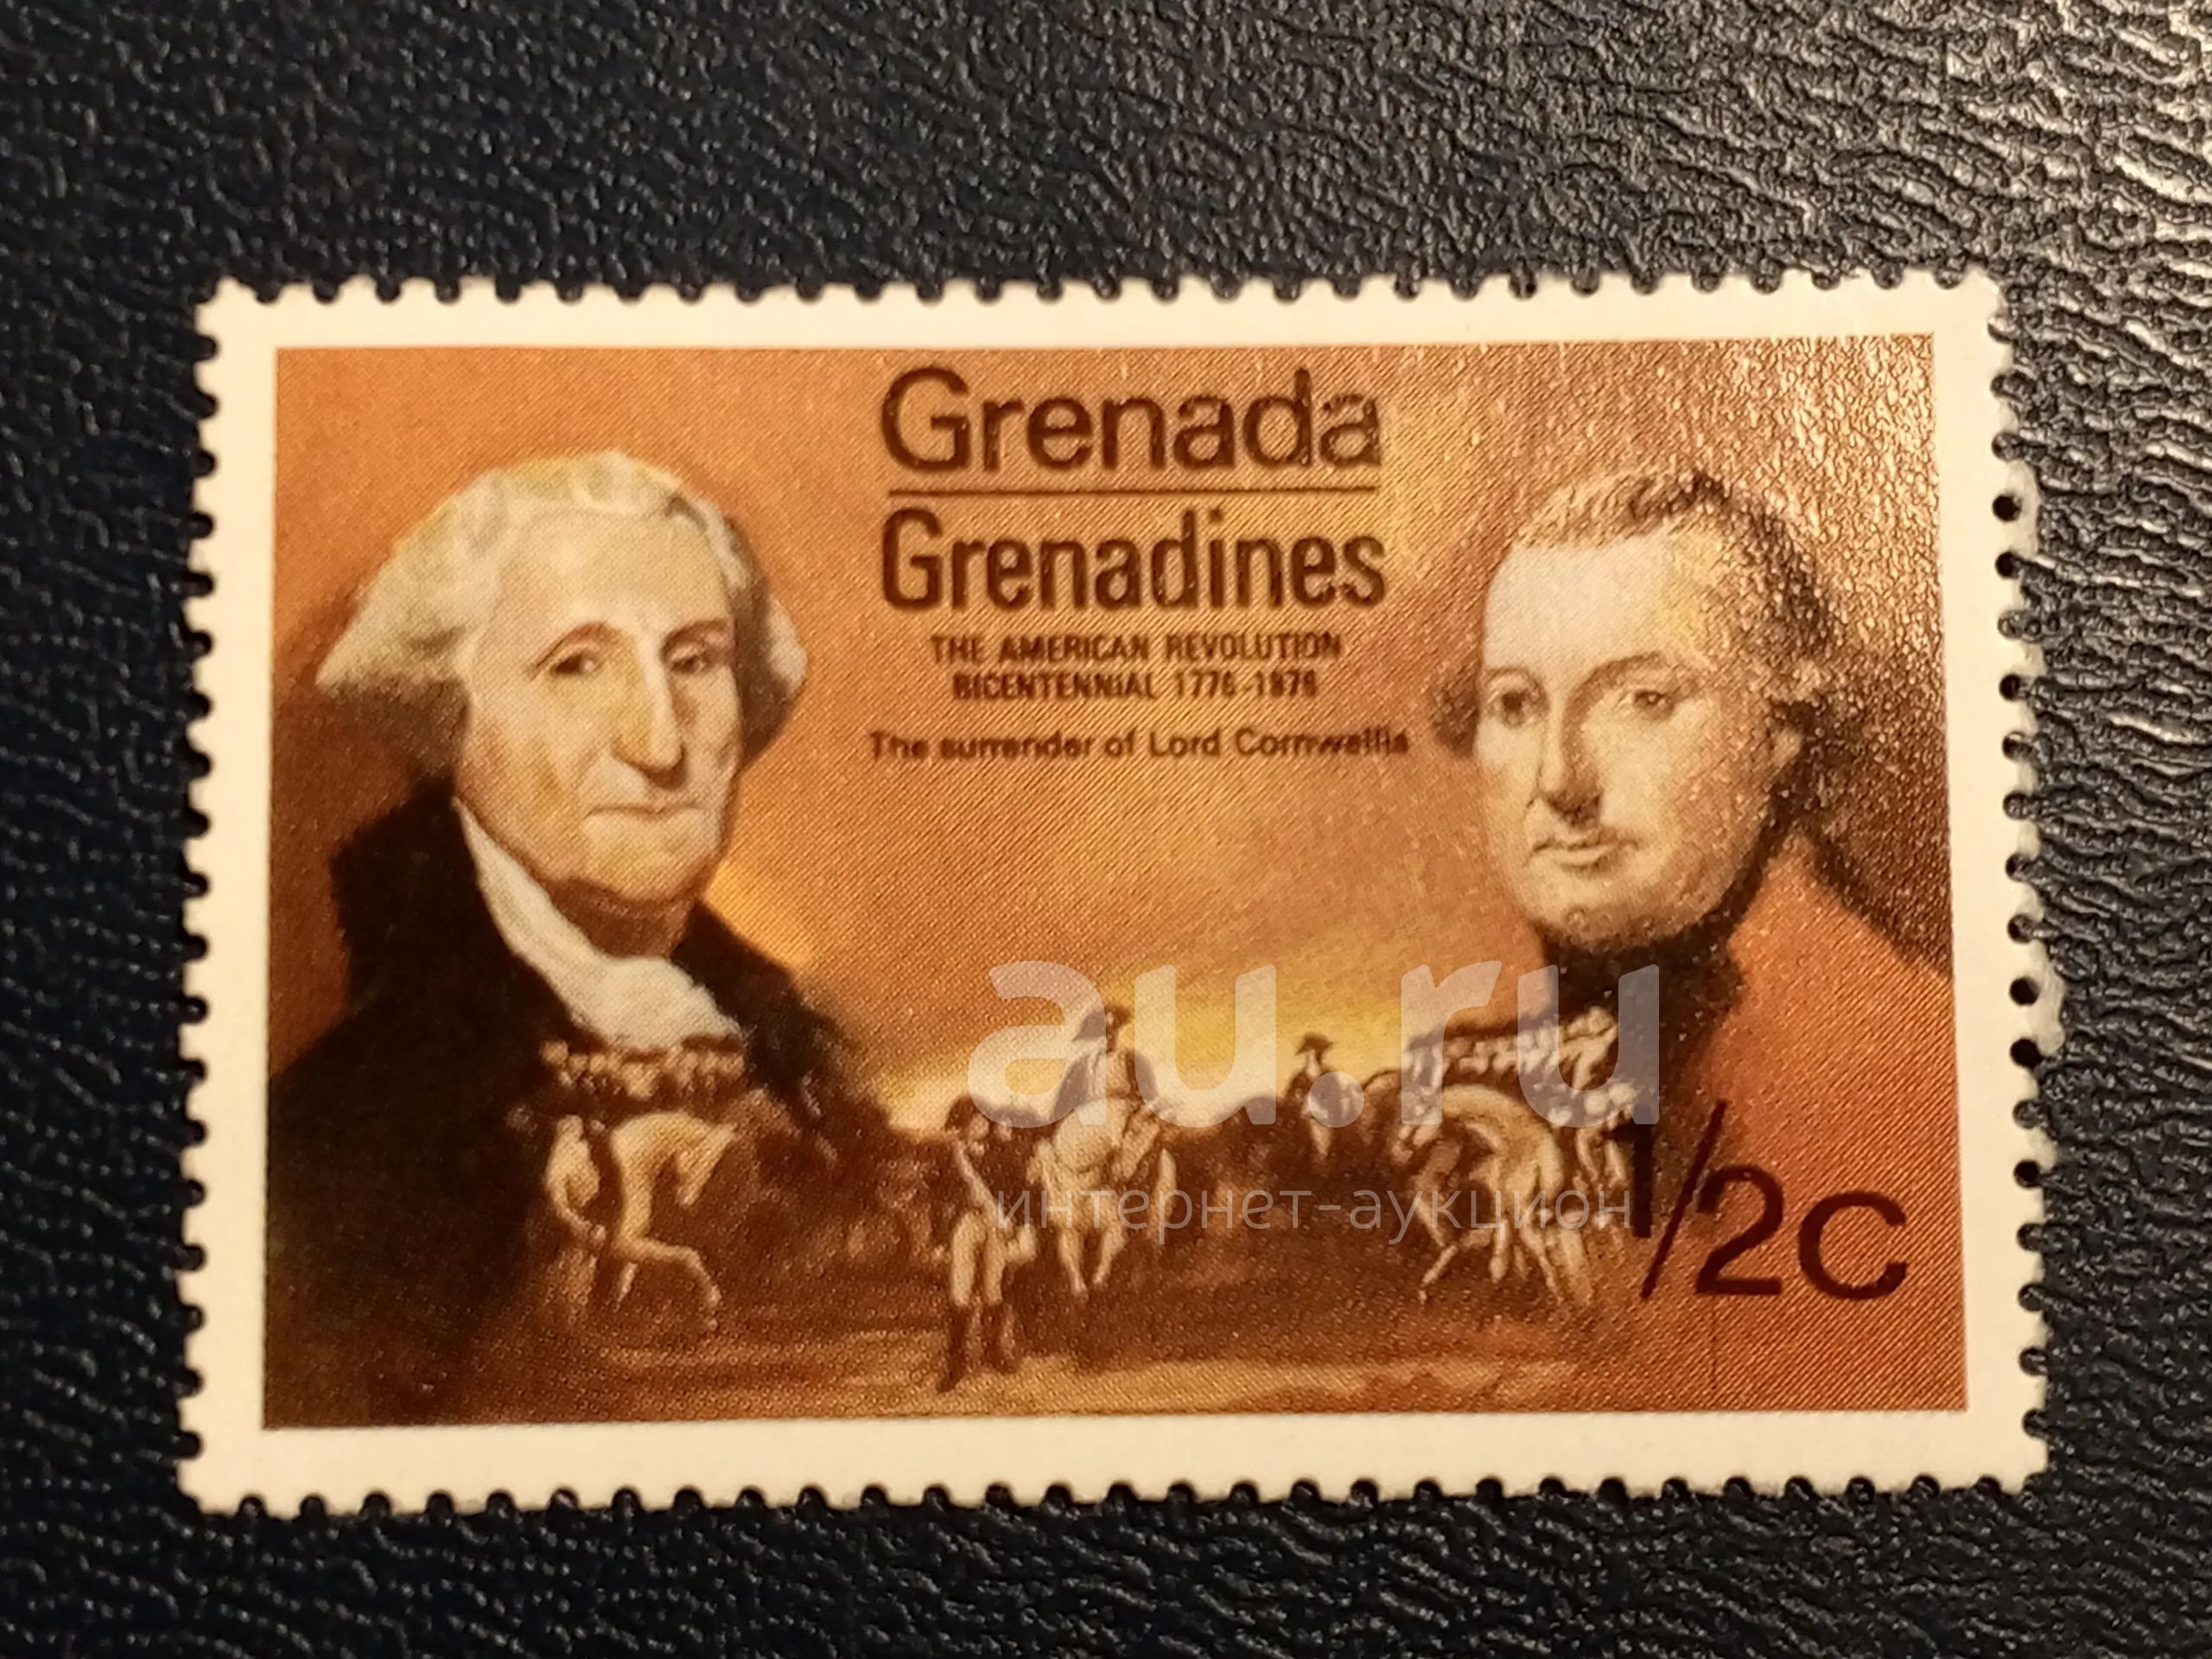 Grenada
Grenadines
THE AMERICAN REVOLUTION
BICENTENNIAL 1776-1976
The surrender of Lord Cornwallis
au.ru
интернет-аукцион
1/2c